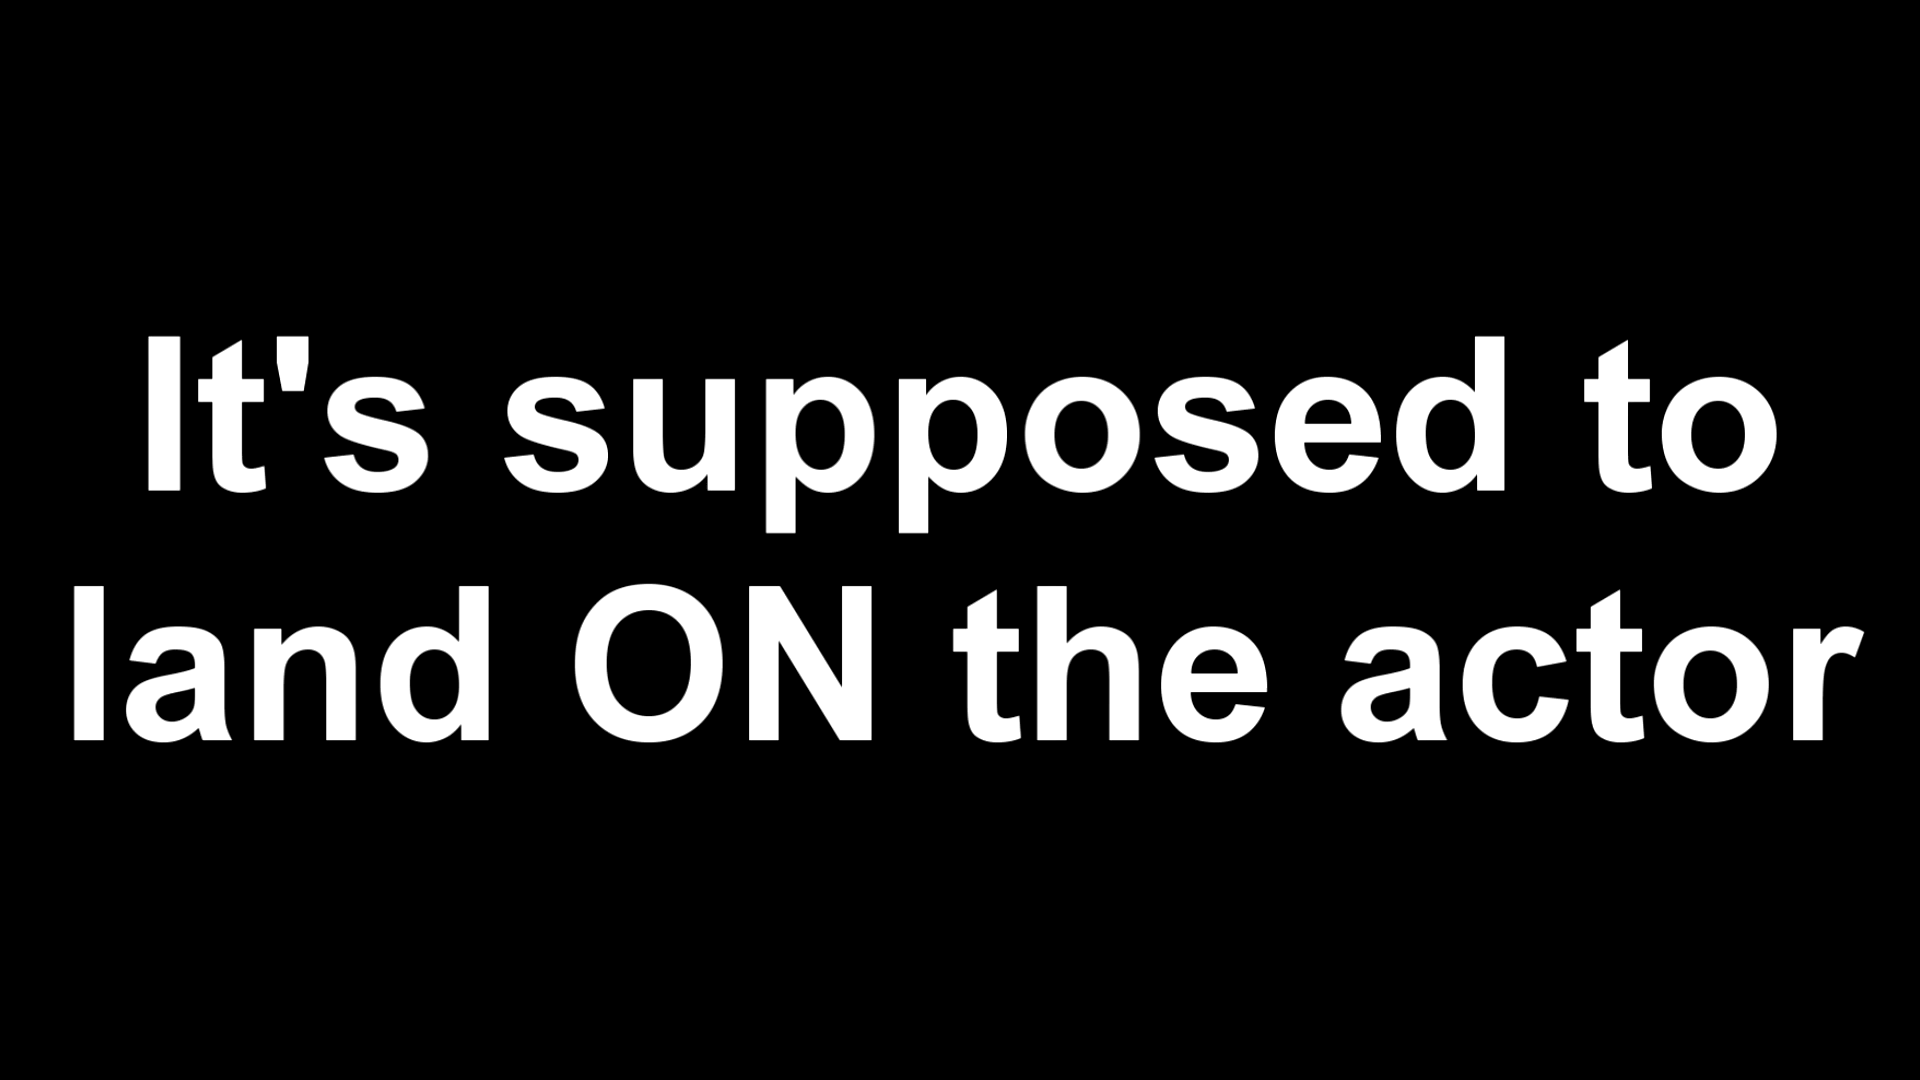 It's supposed to
land ON the actor